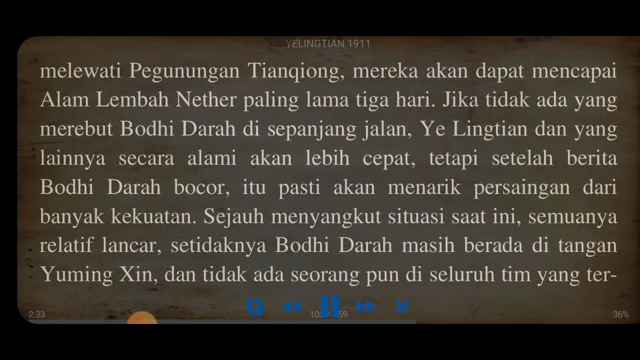 YELINGTIAN 1911
melewati Pegunungan Tianqiong, mereka akan dapat mencapai
Alam Lembah Nether paling lama tiga hari. Jika tidak ada yang
merebut Bodhi Darah di sepanjang jalan, Ye Lingtian dan yang
lainnya secara alami akan lebih cepat, tetapi setelah berita
Bodhi Darah bocor, itu pasti akan menarik persaingan dari
banyak kekuatan. Sejauh menyangkut situasi saat ini, semuanya
relatif lancar, setidaknya Bodhi Darah masih berada di tangan
Yuming Xin, dan tidak ada seorang pun di seluruh tim yang ter-
2:33
36%